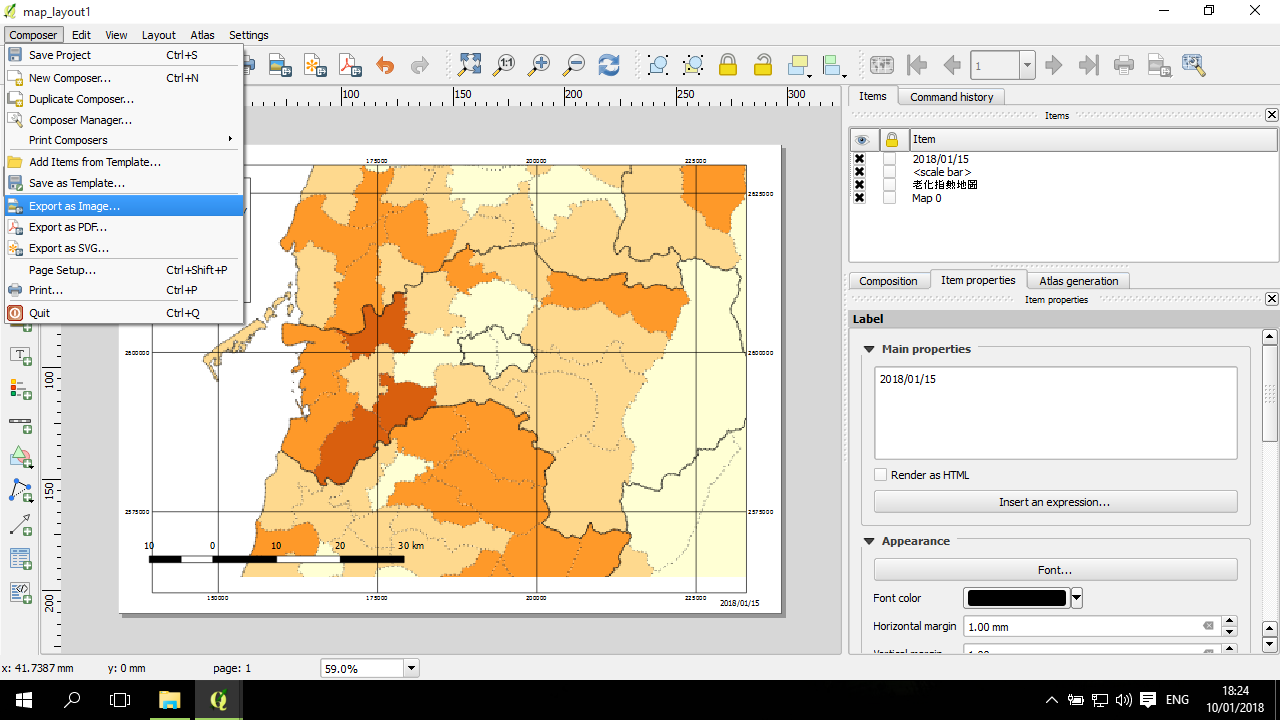 map_layout1
Composer Edit View Layout Atlas Settings
Save Project Ctrl+S
New Composer... Ctrl+N
Duplicate Composer...
Composer Manager...
Print Composers
Add Items from Template...
Save as Template...
Export as Image...
Export as PDF...
Export as SVG...
Page Setup... Ctrl+Shift+P
Print... Ctrl+P
Quit Ctrl+Q
1:1
1
100 150 200 250 300
100
150
200
175000 200000 225000
2625000
2600000 2600000
2575000 2575000
10 0 10 20 30 km
150000 175000 200000 225000
2018/01/15
Items Command history
Items
Item
2018/01/15
<scale bar>
老化指數地圖
Map 0
Composition Item properties Atlas generation
Item properties
Label
Main properties
2018/01/15
Render as HTML
Insert an expression...
Appearance
Font...
Font color
Horizontal margin 1.00 mm
Vertical margin 1.00
x: 41.7387 mm y: 0 mm page: 1 59.0%
ENG
18:24
10/01/2018